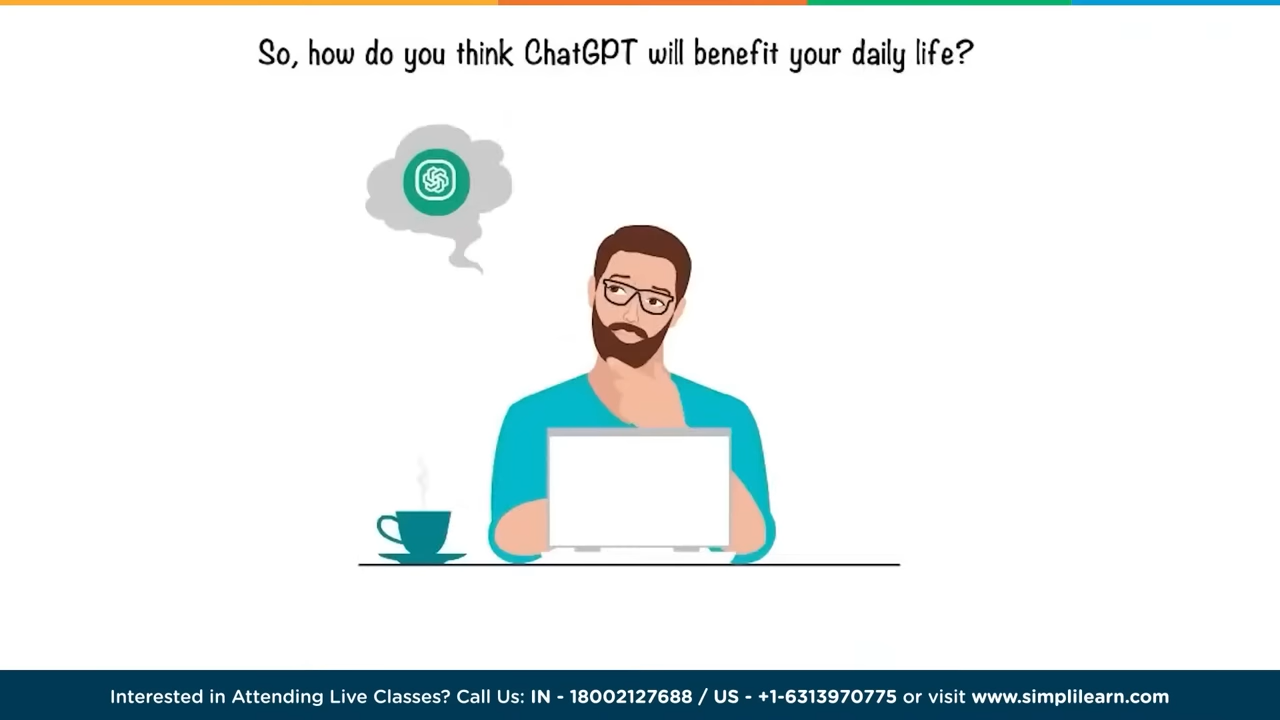 So, how do you think ChatGPT will benefit your daily life?
Interested in Attending Live Classes? Call Us: IN - 18002127688 / US - +1-6313970775 or visit www.simplilearn.com